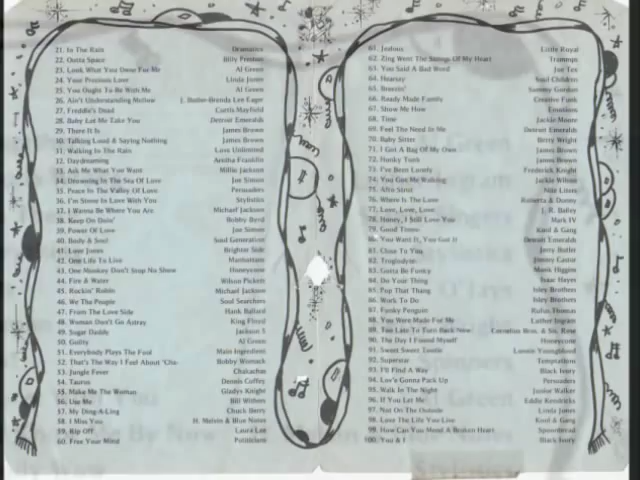 21. In The Rain Dramatics
22. Outta Space Billy Preston
23. Look What You Done For Me Al Green
24. Your Precious Love Linda Jones
25. You Ought To Be With Me Al Green
26. Ain't Understanding Mellow J. Butler-Brenda Lee Eager
27. Freddie's Dead Curtis Mayfield
28. Baby Let Me Take You Detroit Emeralds
29. There It Is James Brown
30. Talking Loud & Saying Nothing James Brown
31. Walking In The Rain Love Unlimited
32. Daydreaming Aretha Franklin
33. Ask Me What You Want Millie Jackson
34. Drowning In The Sea Of Love Joe Simon
35. Peace In The Valley Of Love Persuaders
36. I'm Stone In Love With You Stylistics
37. I Wanna Be Where You Are Michael Jackson
38. Keep On Doin' Bobby Byrd
39. Power Of Love Joe Simon
40. Body & Soul Soul Generation
41. Love Jones Brighter Side
42. One Life To Live Manhattans
43. One Monkey Don't Stop No Show Honeycone
44. Fire & Water Wilson Pickett
45. Rockin' Robin Michael Jackson
46. We The People Soul Searchers
47. From The Love Side Hank Ballard
48. Woman Don't Go Astray King Floyd
49. Sugar Daddy Jackson 5
50. Guilty Al Green
51. Everybody Plays The Fool Main Ingredient
52. That's The Way I Feel About 'Cha- Bobby Womack
53. Jungle Fever Chakachas
54. Taurus Dennis Coffey
55. Make Me The Woman Gladys Knight
56. Use Me Bill Withers
57. My Ding-A-Ling Chuck Berry
58. I Miss You H. Melvin & Blue Notes
59. Rip Off Laura Lee
60. Free Your Mind Politicians
61. Jealous Little Royal
62. Zing Went The Strings Of My Heart Trammps
63. You Said A Bad Word Joe Tex
64. Hearsay Soul Children
65. Breezin' Sammy Gordon
66. Ready Made Family Creative Funk
67. Show Me How Emotions
68. Time Jackie Moore
69. Feel The Need In Me Detroit Emeralds
70. Baby Sitter Betty Wright
71. I Got A Bag Of My Own James Brown
72. Honky Tonk James Brown
73. I've Been Lonely Frederick Knight
74. You Got Me Walking Jackie Wilson
75. Afro Strut Nite Liters
76. Where Is The Love Roberta & Donny
77. Love, Love, Love J. R. Bailey
78. Honey, I Still Love You Mark IV
79. Good Times Kool & Gang
80. You Want It, You Got It Detroit Emeralds
81. Close To You Jerry Butler
82. Troglodyte Jimmy Castor
83. Gotta Be Funky Monk Higgins
84. Do Your Thing Isaac Hayes
85. Pop That Thang Isley Brothers
86. Work To Do Isley Brothers
87. Funky Penguin Rufus Thomas
88. You Were Made For Me Luther Ingram
89. Too Late To Turn Back Now Cornelius Bros. & Sis. Rose
90. The Day I Found Myself Honeycone
91. Sweet Sweet Tootie Lonnie Youngblood
92. Superstar Temptations
93. I'll Find A Way Black Ivory
94. Luv's Gonna Pack Up Persuaders
95. Walk In The Night Junior Walker
96. If You Let Me Eddie Kendricks
97. Not On The Outside Linda Jones
98. Love The Life You Live Kool & Gang
99. How Can You Mend A Broken Heart
100. You & I Black Ivory